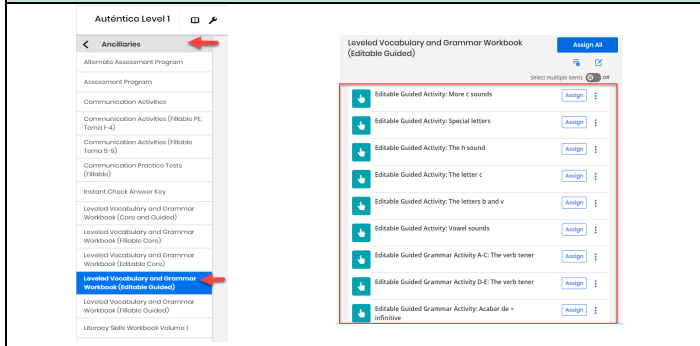 Auténtico Level 1
Ancillaries
Alternate Assessment Program
Assessment Program
Communication Activities
Communication Activities (Fillable PE,
Tema 1-4)
Communication Activities (Fillable
Tema 5-9)
Communication Practico Tests
(Fillable)
Instant Check Answer Key
Leveled Vocabulary and Grammar
Workbook (Core and Guided)
Leveled Vocabulary and Grammar
Workbook (Fillable Core)
Leveled Vocabulary and Grammar
Workbook (Editable Core)
Leveled Vocabulary and Grammar
Workbook (Editable Guided)
Leveled Vocabulary and Grammar
Workbook (Fillable Guided)
Literacy Skills Workbook Volume 1
Leveled Vocabulary and Grammar Workbook
(Editable Guided)
Assign All
Select multiple items Off
Editable Guided Activity: More c sounds Assign
Editable Guided Activity: Special letters Assign
Editable Guided Activity: The h sound Assign
Editable Guided Activity: The letter c Assign
Editable Guided Activity: The letters b and v Assign
Editable Guided Activity: Vowel sounds Assign
Editable Guided Grammar Activity A-C: The verb tener Assign
Editable Guided Grammar Activity D-E: The verb tener Assign
Editable Guided Grammar Activity: Acabar de + Assign
infinitive